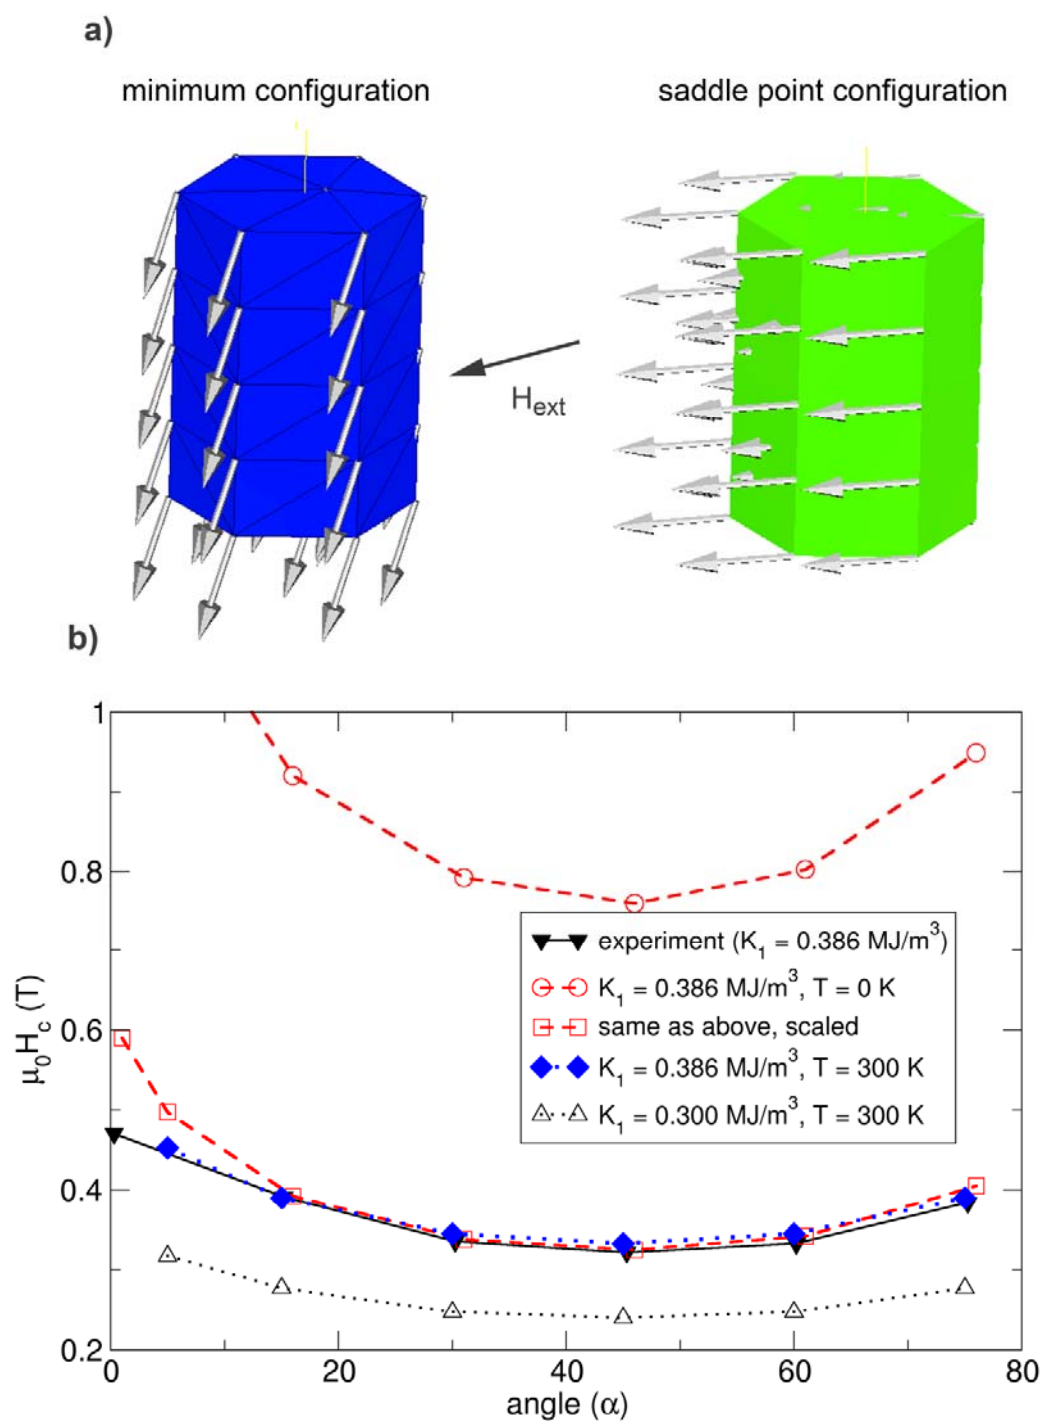 a)
minimum configuration
saddle point configuration
H_ext
b)
1
0.8
0.6
0.4
0.2
μ₀H_c (T)
experiment (K₁ = 0.386 MJ/m³)
K₁ = 0.386 MJ/m³, T = 0 K
same as above, scaled
K₁ = 0.386 MJ/m³, T = 300 K
K₁ = 0.300 MJ/m³, T = 300 K
0 20 40 60 80
angle (α)